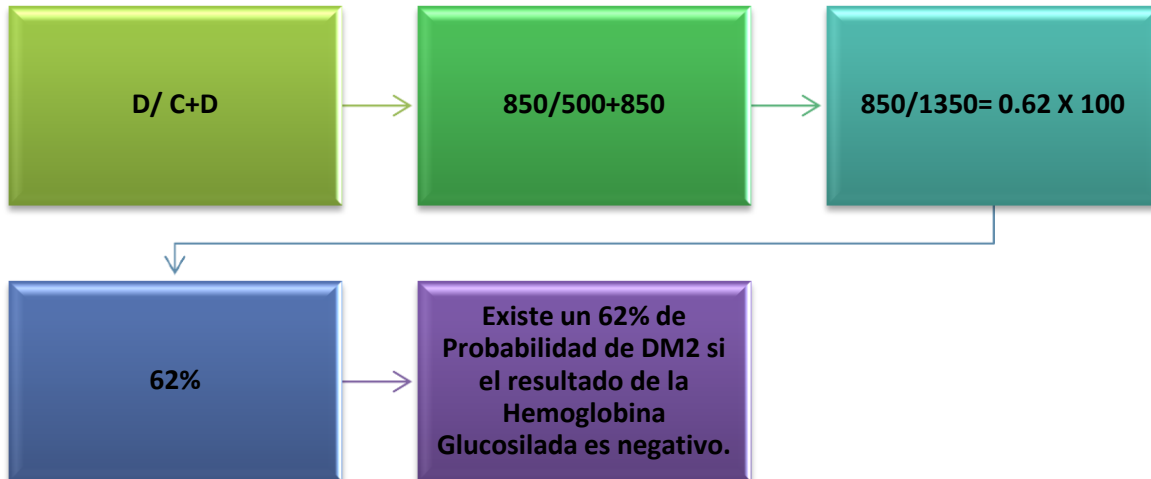 D/ C+D
850/500+850
850/1350= 0.62 X 100
62%
Existe un 62% de
Probabilidad de DM2 si
el resultado de la
Hemoglobina
Glucosilada es negativo.